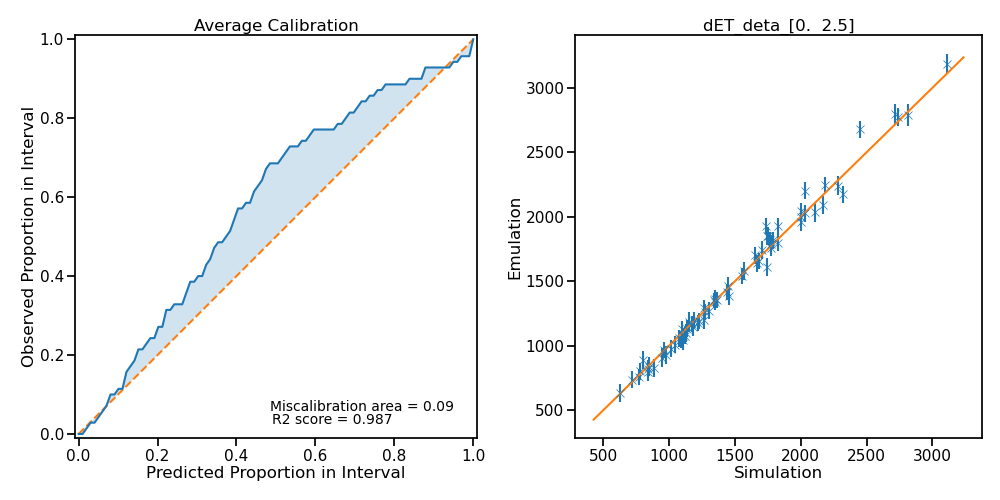 Average Calibration
1.0
0.8
0.6
0.4
0.2
0.0
Observed Proportion in Interval
Miscalibration area = 0.09
R2 score = 0.987
0.0 0.2 0.4 0.6 0.8 1.0
Predicted Proportion in Interval
dET_deta_[0. 2.5]
3000
2500
2000
1500
1000
500
Emulation
500 1000 1500 2000 2500 3000
Simulation